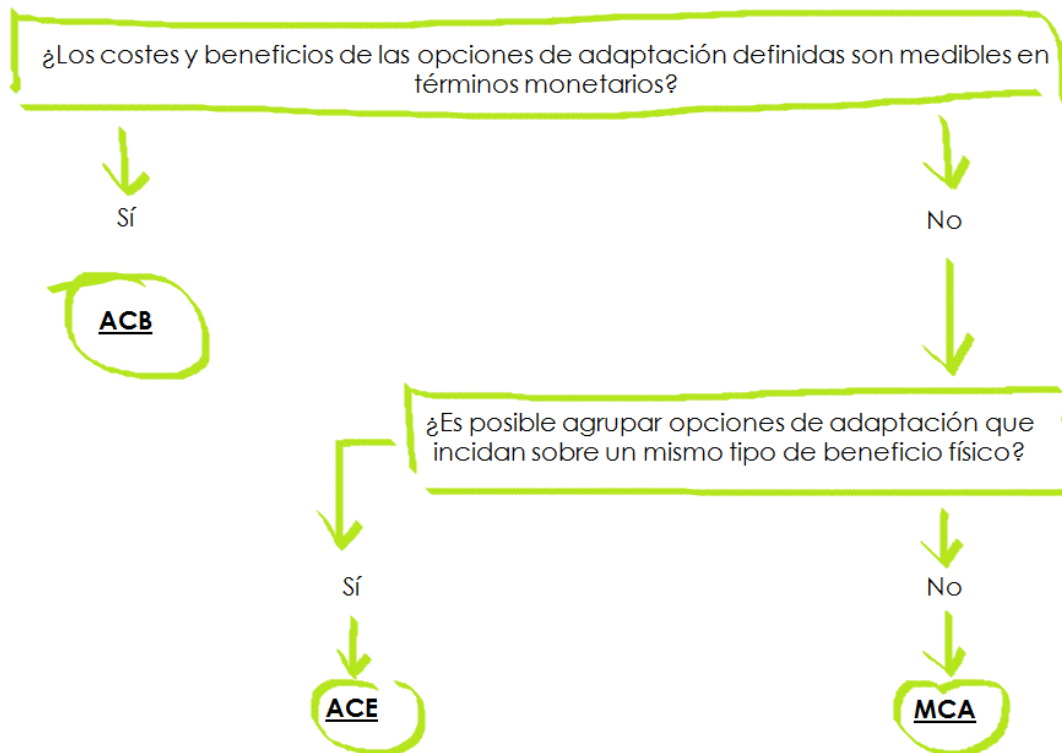 ¿Los costes y beneficios de las opciones de adaptación definidas son medibles en
términos monetarios?
Sí
No
ACB
¿Es posible agrupar opciones de adaptación que
incidan sobre un mismo tipo de beneficio físico?
Sí
No
ACE
MCA